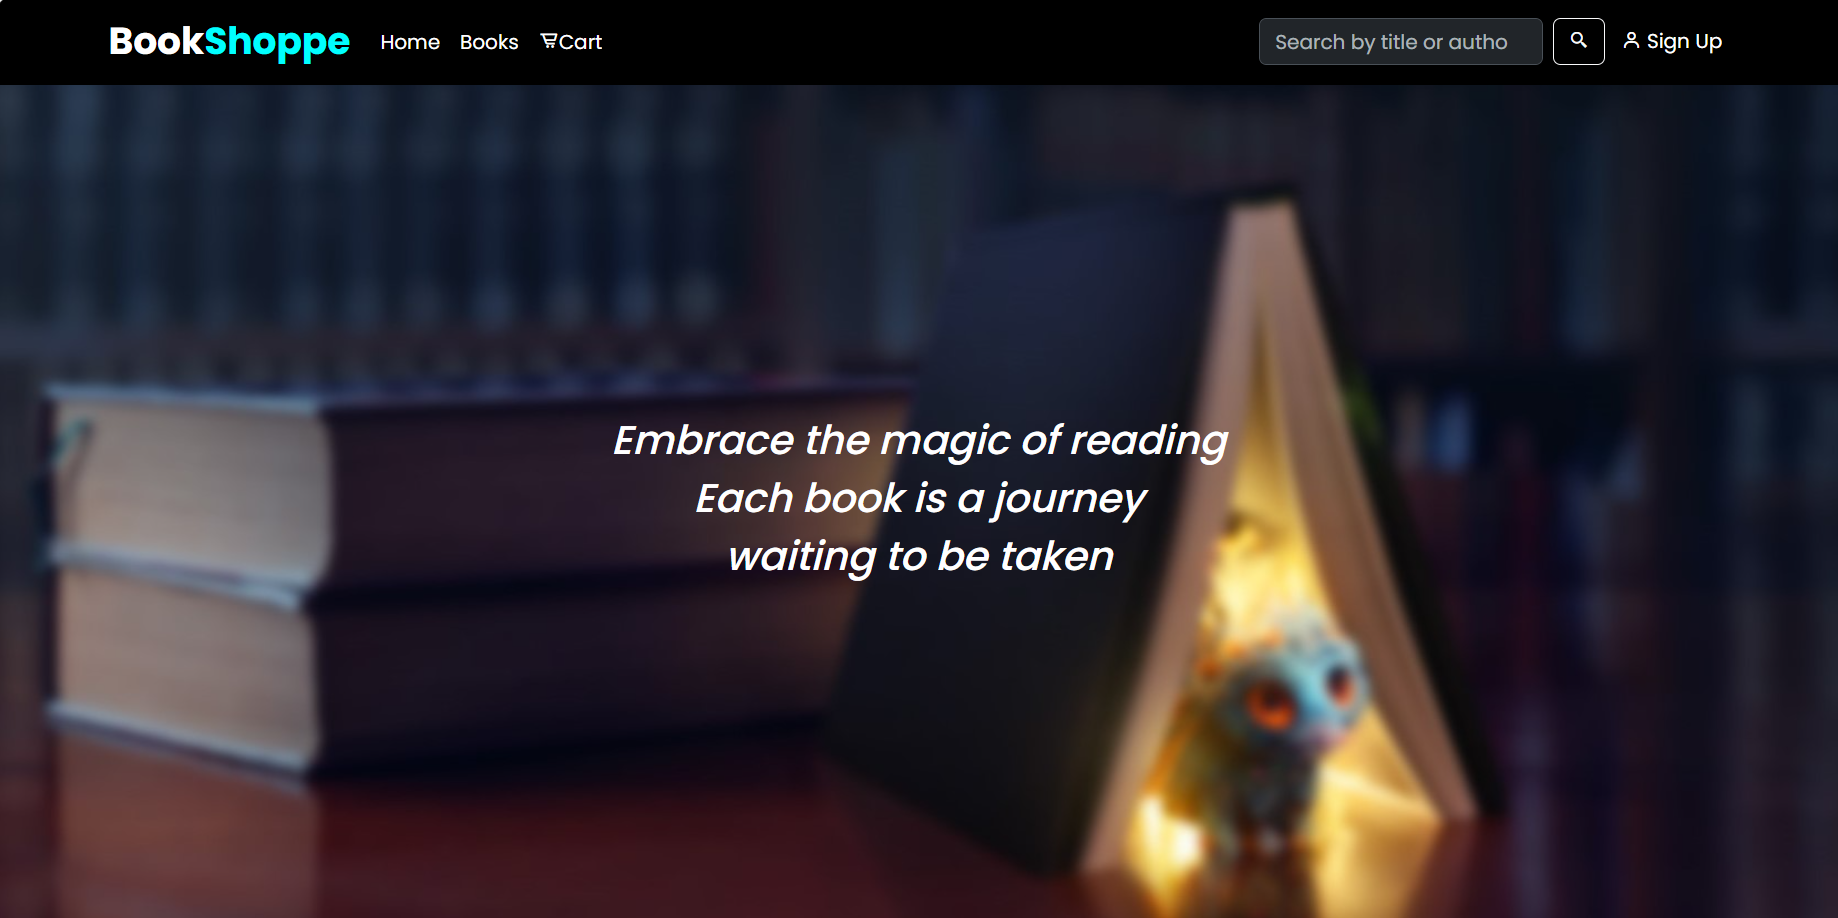 BookShoppe Home Books Cart Search by title or autho Sign Up
Embrace the magic of reading
Each book is a journey
waiting to be taken